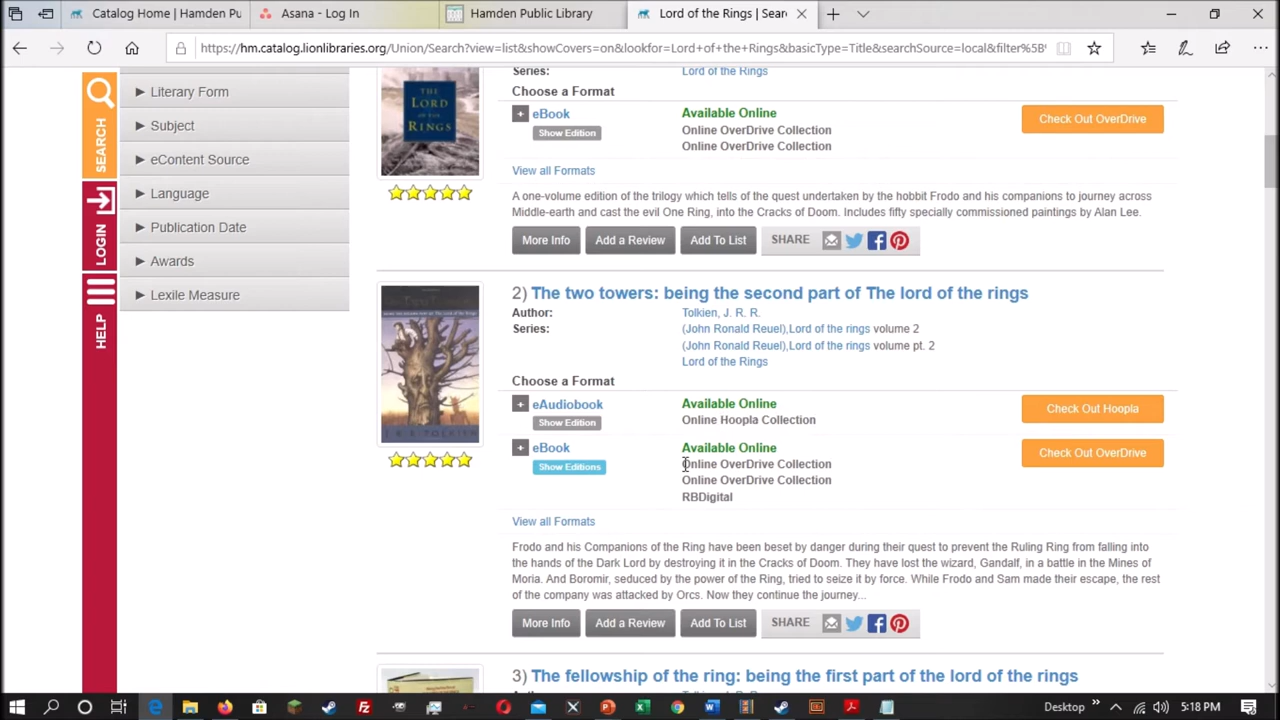 Catalog Home | Hamden Pu
Asana - Log In
Hamden Public Library
Lord of the Rings | Sear
https://hm.catalog.lionlibraries.org/Union/Search?view=list&showCovers=on&lookfor=Lord+of+the+Rings&basicType=Title&searchSource=local&filter%5B
SEARCH
LOGIN
HELP
Literary Form
Subject
eContent Source
Language
Publication Date
Awards
Lexile Measure
THE
LORD
OF THE
RINGS
Series: Lord of the Rings
Choose a Format
+ eBook Available Online Check Out OverDrive
Show Edition Online OverDrive Collection
Online OverDrive Collection
View all Formats
A one-volume edition of the trilogy which tells of the quest undertaken by the hobbit Frodo and his companions to journey across
Middle-earth and cast the evil One Ring, into the Cracks of Doom. Includes fifty specially commissioned paintings by Alan Lee.
More Info Add a Review Add To List SHARE
2) The two towers: being the second part of The lord of the rings
Author: Tolkien, J. R. R.
Series: (John Ronald Reuel),Lord of the rings volume 2
(John Ronald Reuel),Lord of the rings volume pt. 2
Lord of the Rings
Choose a Format
+ eAudiobook Available Online Check Out Hoopla
Show Edition Online Hoopla Collection
+ eBook Available Online Check Out OverDrive
Show Editions Online OverDrive Collection
Online OverDrive Collection
RBDigital
View all Formats
Frodo and his Companions of the Ring have been beset by danger during their quest to prevent the Ruling Ring from falling into
the hands of the Dark Lord by destroying it in the Cracks of Doom. They have lost the wizard, Gandalf, in a battle in the Mines of
Moria. And Boromir, seduced by the power of the Ring, tried to seize it by force. While Frodo and Sam made their escape, the rest
of the company was attacked by Orcs. Now they continue the journey...
More Info Add a Review Add To List SHARE
3) The fellowship of the ring: being the first part of the lord of the rings
Desktop 5:18 PM